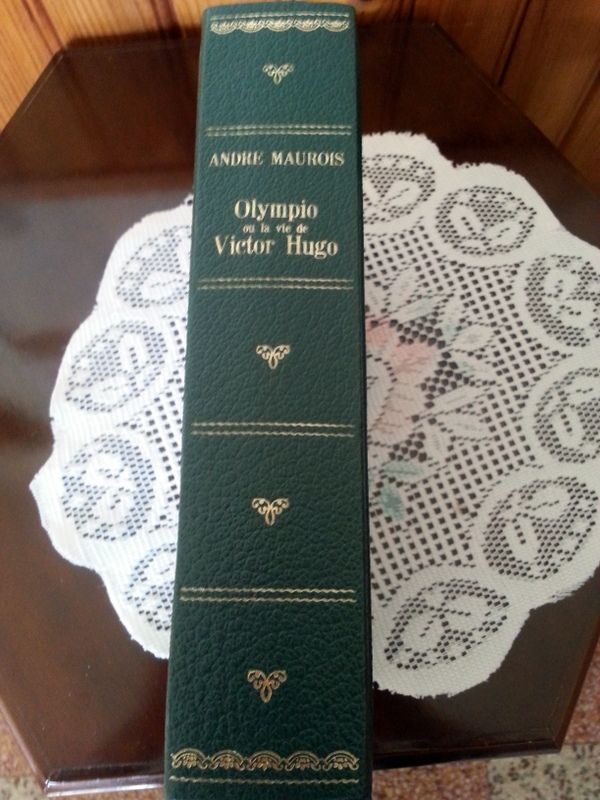 ANDRE MAUROIS
Olympio
ou la vie de
Victor Hugo